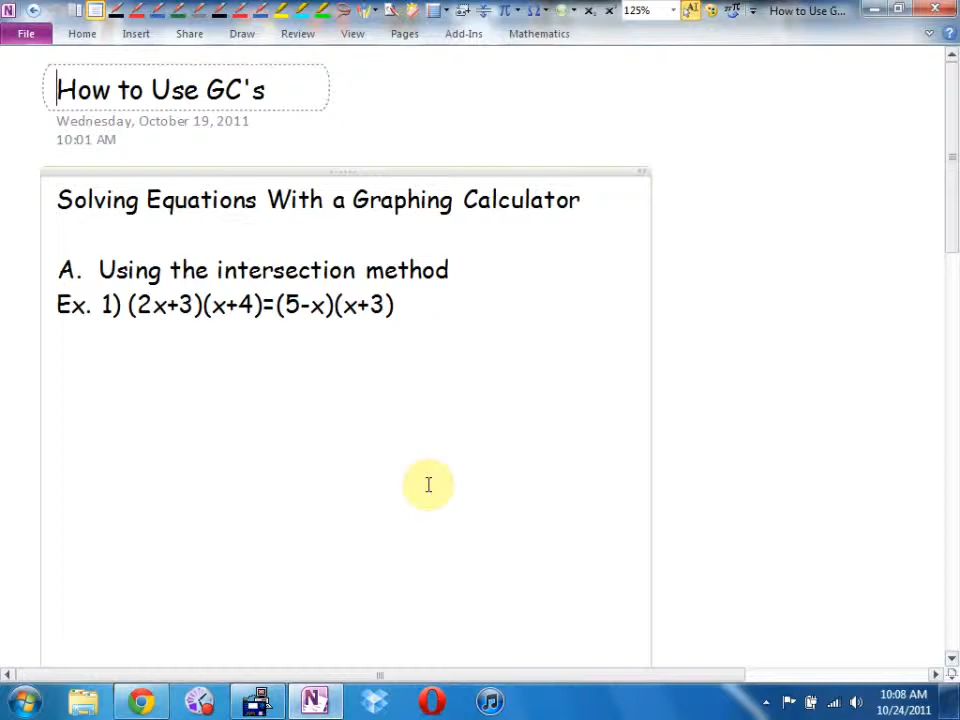 125%
How to Use G...
File Home Insert Share Draw Review View Pages Add-Ins Mathematics
How to Use GC's
Wednesday, October 19, 2011
10:01 AM
Solving Equations With a Graphing Calculator
A. Using the intersection method
Ex. 1) (2x+3)(x+4)=(5-x)(x+3)
10:08 AM
10/24/2011